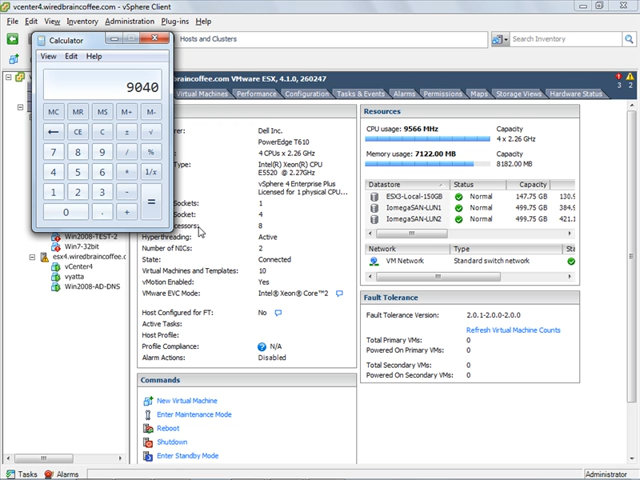 vcenter4.wiredbraincoffee.com - vSphere Client
File Edit View Inventory Administration Plug-ins Help
Hosts and Clusters
Search Inventory
Calculator
View Edit Help
9040
MC MR MS M+ M-
← CE C ± √
7 8 9 / %
4 5 6 * 1/x
1 2 3 - =
0 . +
dbraincoffee.com VMware ESX, 4.1.0, 260247
Virtual Machines Performance Configuration Tasks & Events Alarms Permissions Maps Storage Views Hardware Status
3 2
Dell Inc.
PowerEdge T610
4 CPUs x 2.26 GHz
Intel(R) Xeon(R) CPU
E5520 @ 2.27GHz
vSphere 4 Enterprise Plus
Licensed for 1 physical CPU...
Sockets: 1
Socket: 4
8
Hyperthreading: Active
Number of NICs: 2
State: Connected
Virtual Machines and Templates: 10
vMotion Enabled: Yes
VMware EVC Mode: Intel® Xeon® Core™2
Host Configured for FT: No
Active Tasks:
Host Profile:
Profile Compliance: N/A
Alarm Actions: Disabled
Commands
New Virtual Machine
Enter Maintenance Mode
Reboot
Shutdown
Enter Standby Mode
Resources
CPU usage: 9566 MHz Capacity
4 x 2.26 GHz
Memory usage: 7122.00 MB Capacity
8182.00 MB
Datastore Status Capacity
ESX3-Local-150GB Normal 147.75 GB 130.9
IomegaSAN-LUN1 Normal 499.75 GB 382.4
IomegaSAN-LUN2 Normal 499.75 GB 421.1
Network Type
VM Network Standard switch network
Fault Tolerance
Fault Tolerance Version: 2.0.1-2.0.0-2.0.0
Refresh Virtual Machine Counts
Total Primary VMs: 0
Powered On Primary VMs: 0
Total Secondary VMs: 0
Powered On Secondary VMs: 0
Win2008-TEST-2
Win7-32bit
esx4.wiredbraincoffee.
vCenter4
vyatta
Win2008-AD-DNS
Tasks Alarms
Administrator